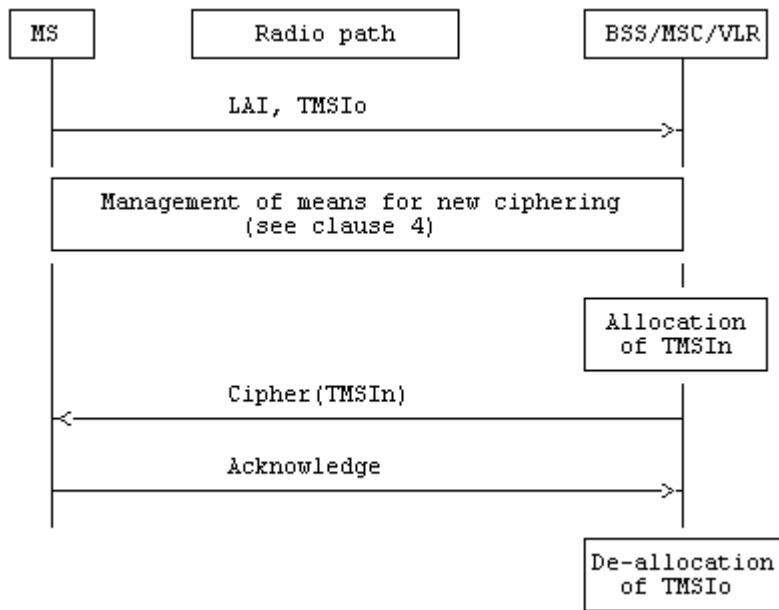 MS
Radio path
BSS/MSC/VLR
LAI, TMSIo
Management of means for new ciphering
(see clause 4)
Allocation
of TMSIn
Cipher(TMSIn)
Acknowledge
De-allocation
of TMSIo